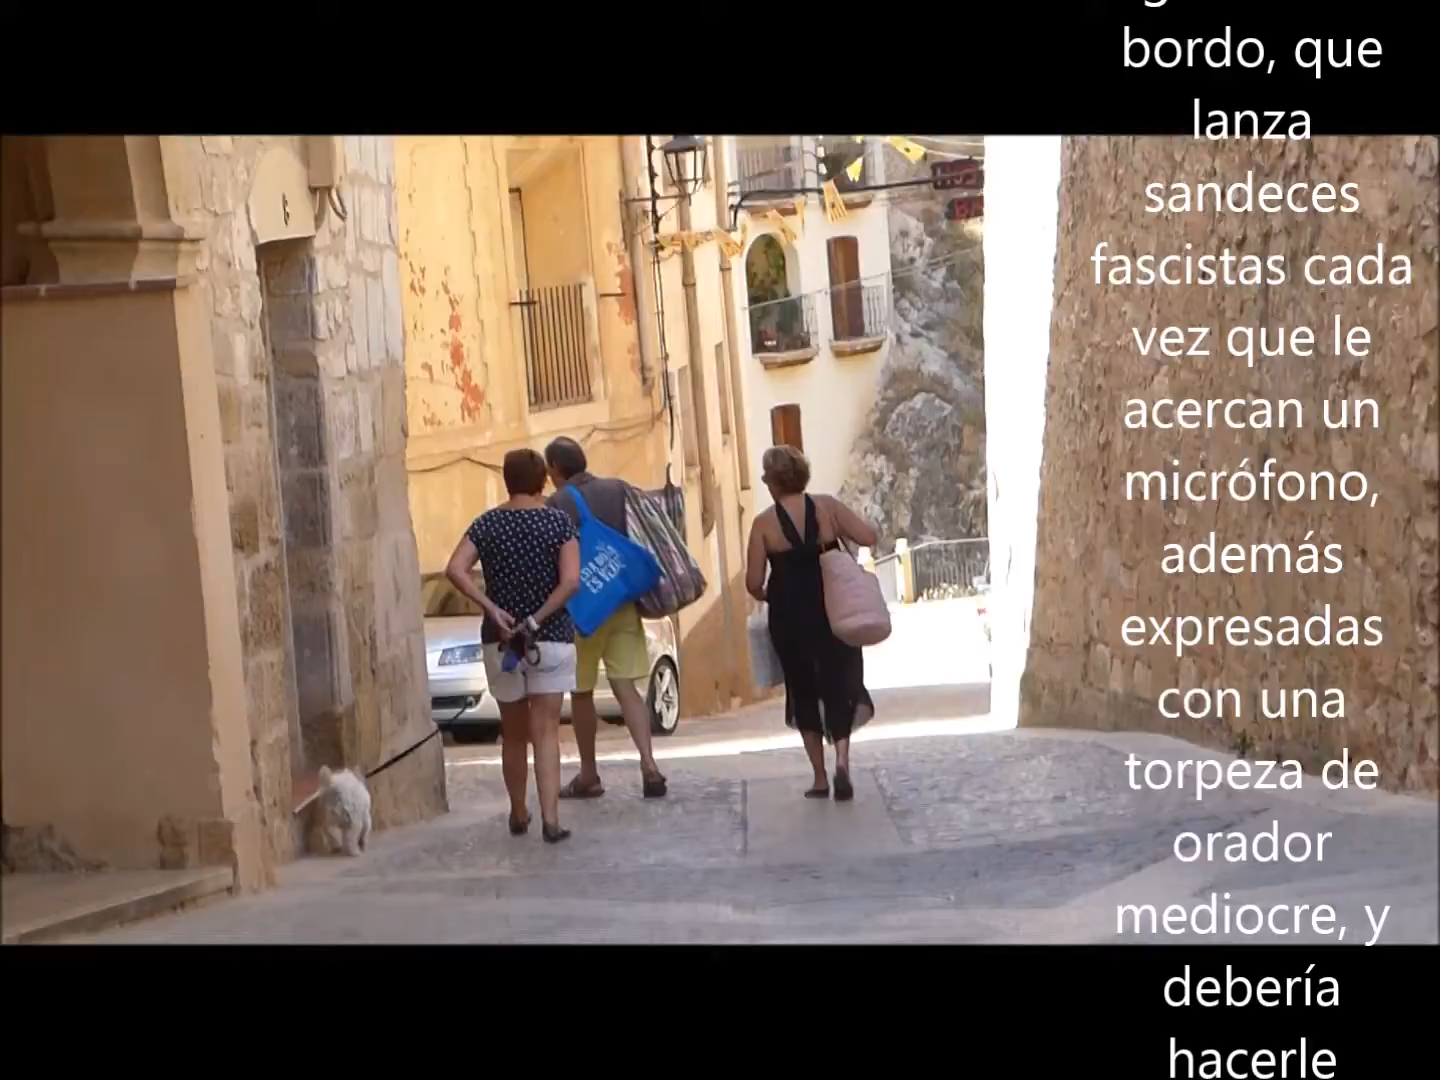 bordo, que
lanza
sandeces
fascistas cada
vez que le
acercan un
micrófono,
además
expresadas
con una
torpeza de
orador
mediocre, y
debería
hacerle